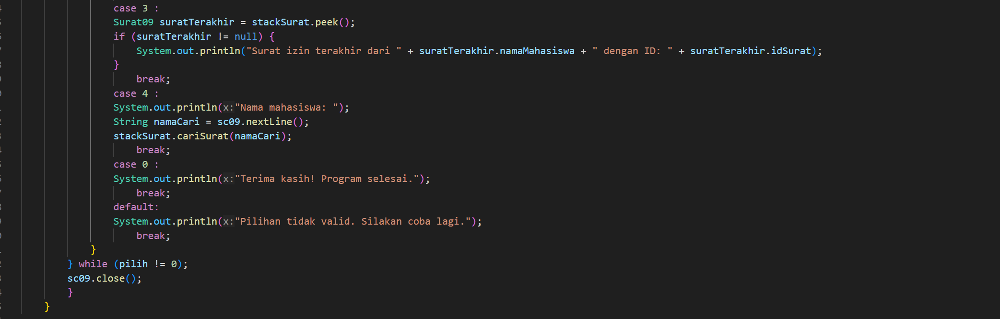 case 3 :
Surat09 suratTerakhir = stackSurat.peek();
if (suratTerakhir != null) {
System.out.println("Surat izin terakhir dari " + suratTerakhir.namaMahasiswa + " dengan ID: " + suratTerakhir.idSurat);
}
break;
case 4 :
System.out.println(x:"Nama mahasiswa: ");
String namaCari = sc09.nextLine();
stackSurat.cariSurat(namaCari);
break;
case 0 :
System.out.println(x:"Terima kasih! Program selesai.");
break;
default:
System.out.println(x:"Pilihan tidak valid. Silakan coba lagi.");
break;
}
} while (pilih != 0);
sc09.close();
}
}